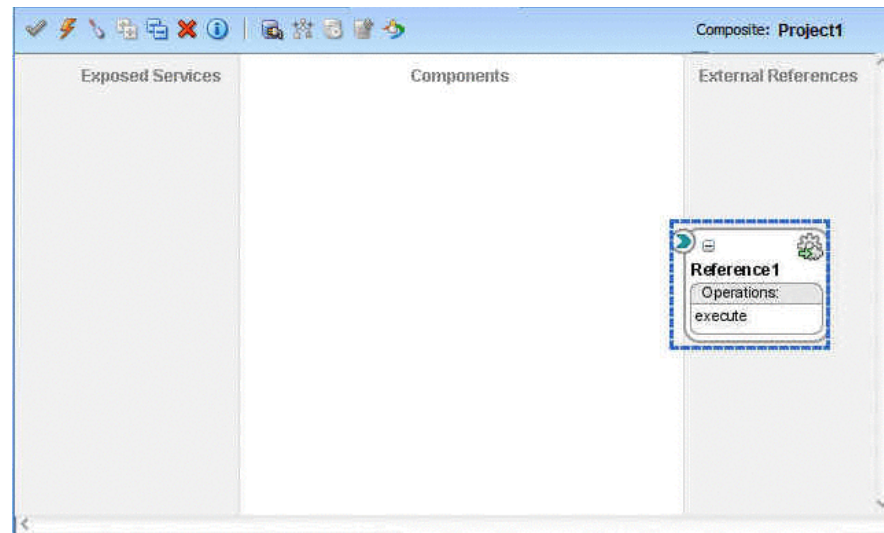 Composite: Project1
Exposed Services
Components
External References
Reference1
Operations:
execute